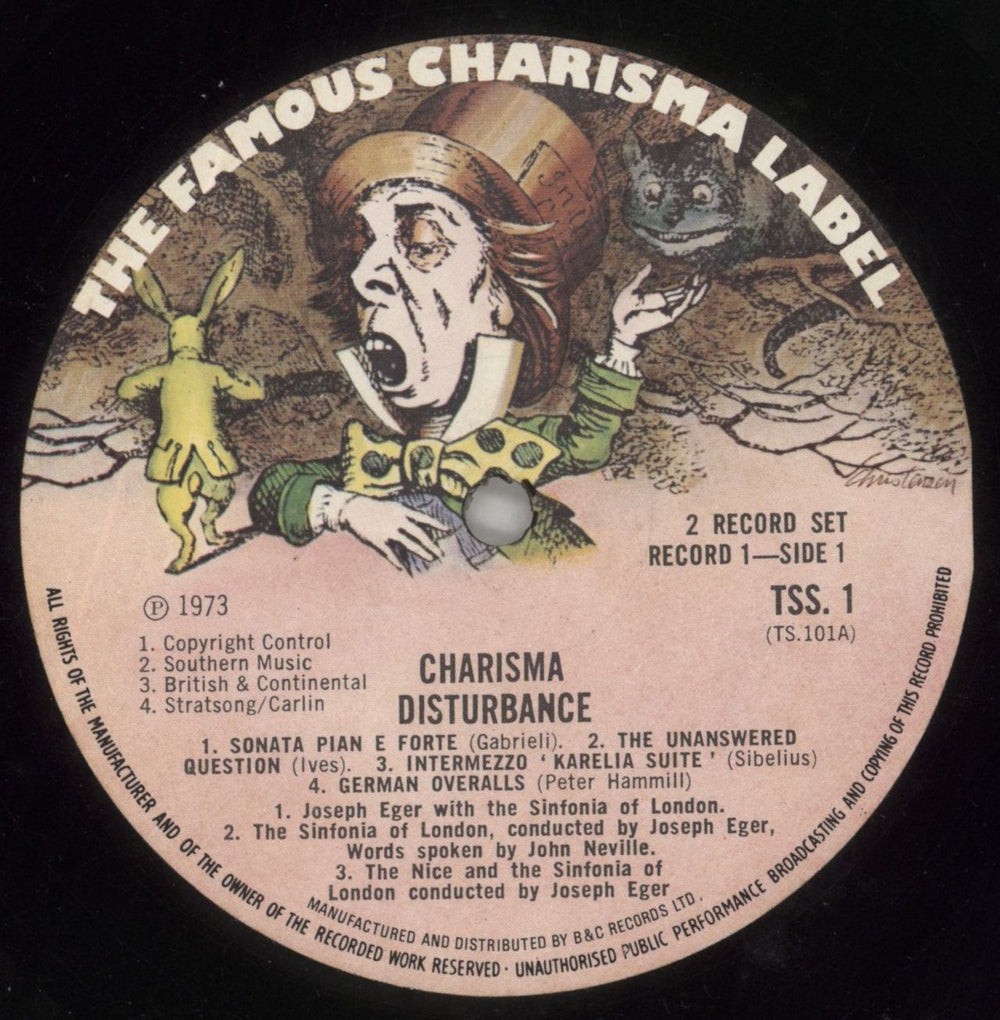 THE FAMOUS CHARISMA LABEL
Christensen
2 RECORD SET
RECORD 1—SIDE 1
TSS. 1
(TS.101A)
Ⓟ 1973
1. Copyright Control
2. Southern Music
3. British & Continental
4. Stratsong/Carlin
CHARISMA
DISTURBANCE
1. SONATA PIAN E FORTE (Gabrieli). 2. THE UNANSWERED
QUESTION (Ives). 3. INTERMEZZO ‘ KARELIA SUITE ’ (Sibelius)
4. GERMAN OVERALLS (Peter Hammill)
1. Joseph Eger with the Sinfonia of London.
2. The Sinfonia of London, conducted by Joseph Eger,
Words spoken by John Neville.
3. The Nice and the Sinfonia of
London conducted by Joseph Eger
MANUFACTURED AND DISTRIBUTED BY B&C RECORDS LTD.
ALL RIGHTS OF THE MANUFACTURER AND OF THE OWNER OF THE RECORDED WORK RESERVED · UNAUTHORISED PUBLIC PERFORMANCE BROADCASTING AND COPYING OF THIS RECORD PROHIBITED